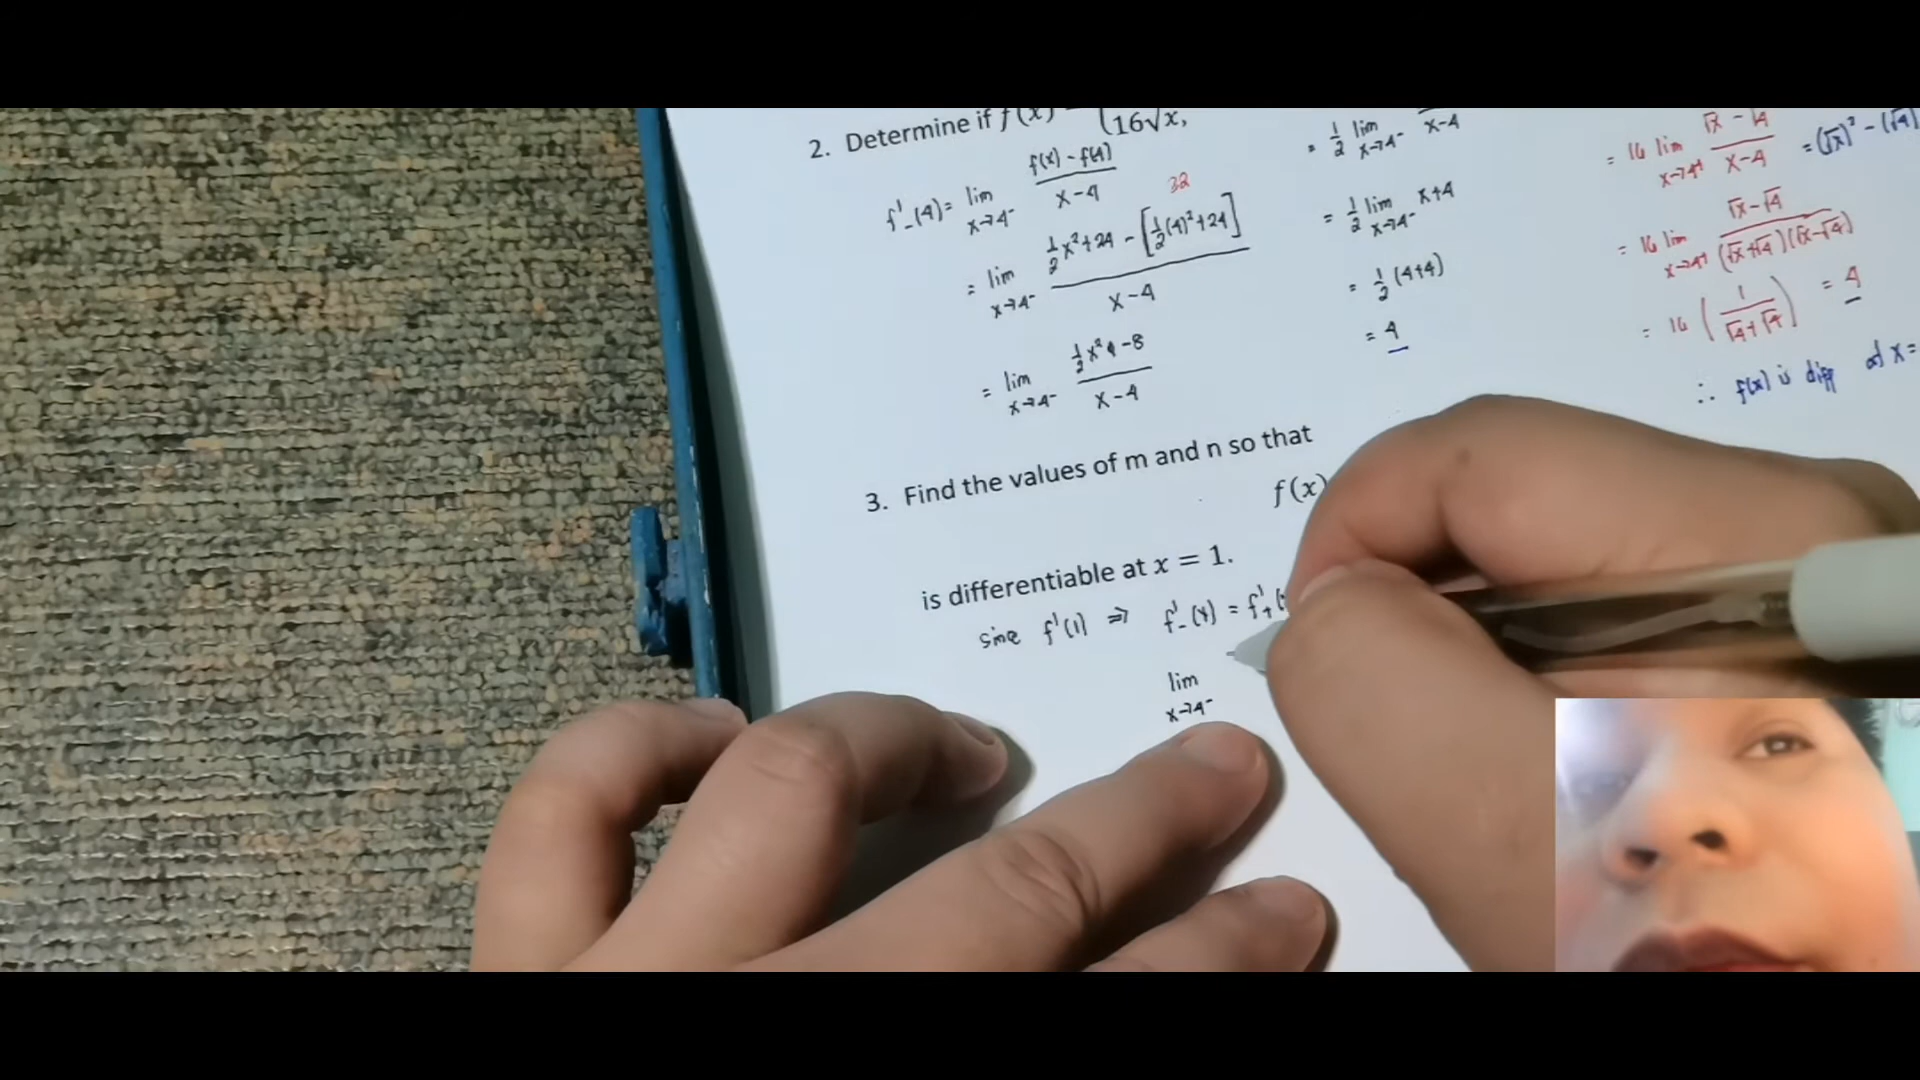 2. Determine if f(x)
(16√x,
f'₋(4) = lim x→4⁻ f(x) - f(4) / x-4
32
= lim x→4⁻ ½x²+24 - [½(4)²+24] / x-4
= lim x→4⁻ ½x² -8 / x-4
= ½ lim x→4⁻ x-4
= ½ lim x→4⁻ x+4
= ½ (4+4)
= 4
= 16 lim x→4⁺ √x - √4 / x-4 = (√x)² - (√4)
= 16 lim x→4⁺ √x-√4 / (√x+√4)(√x-√4)
= 16 (1 / √4+√4) = 4
∴ f(x) is diff at x =
3. Find the values of m and n so that
f(x)
is differentiable at x = 1.
since f'(1) ⇒ f'₋(x) = f'₊(
lim
x→4⁻